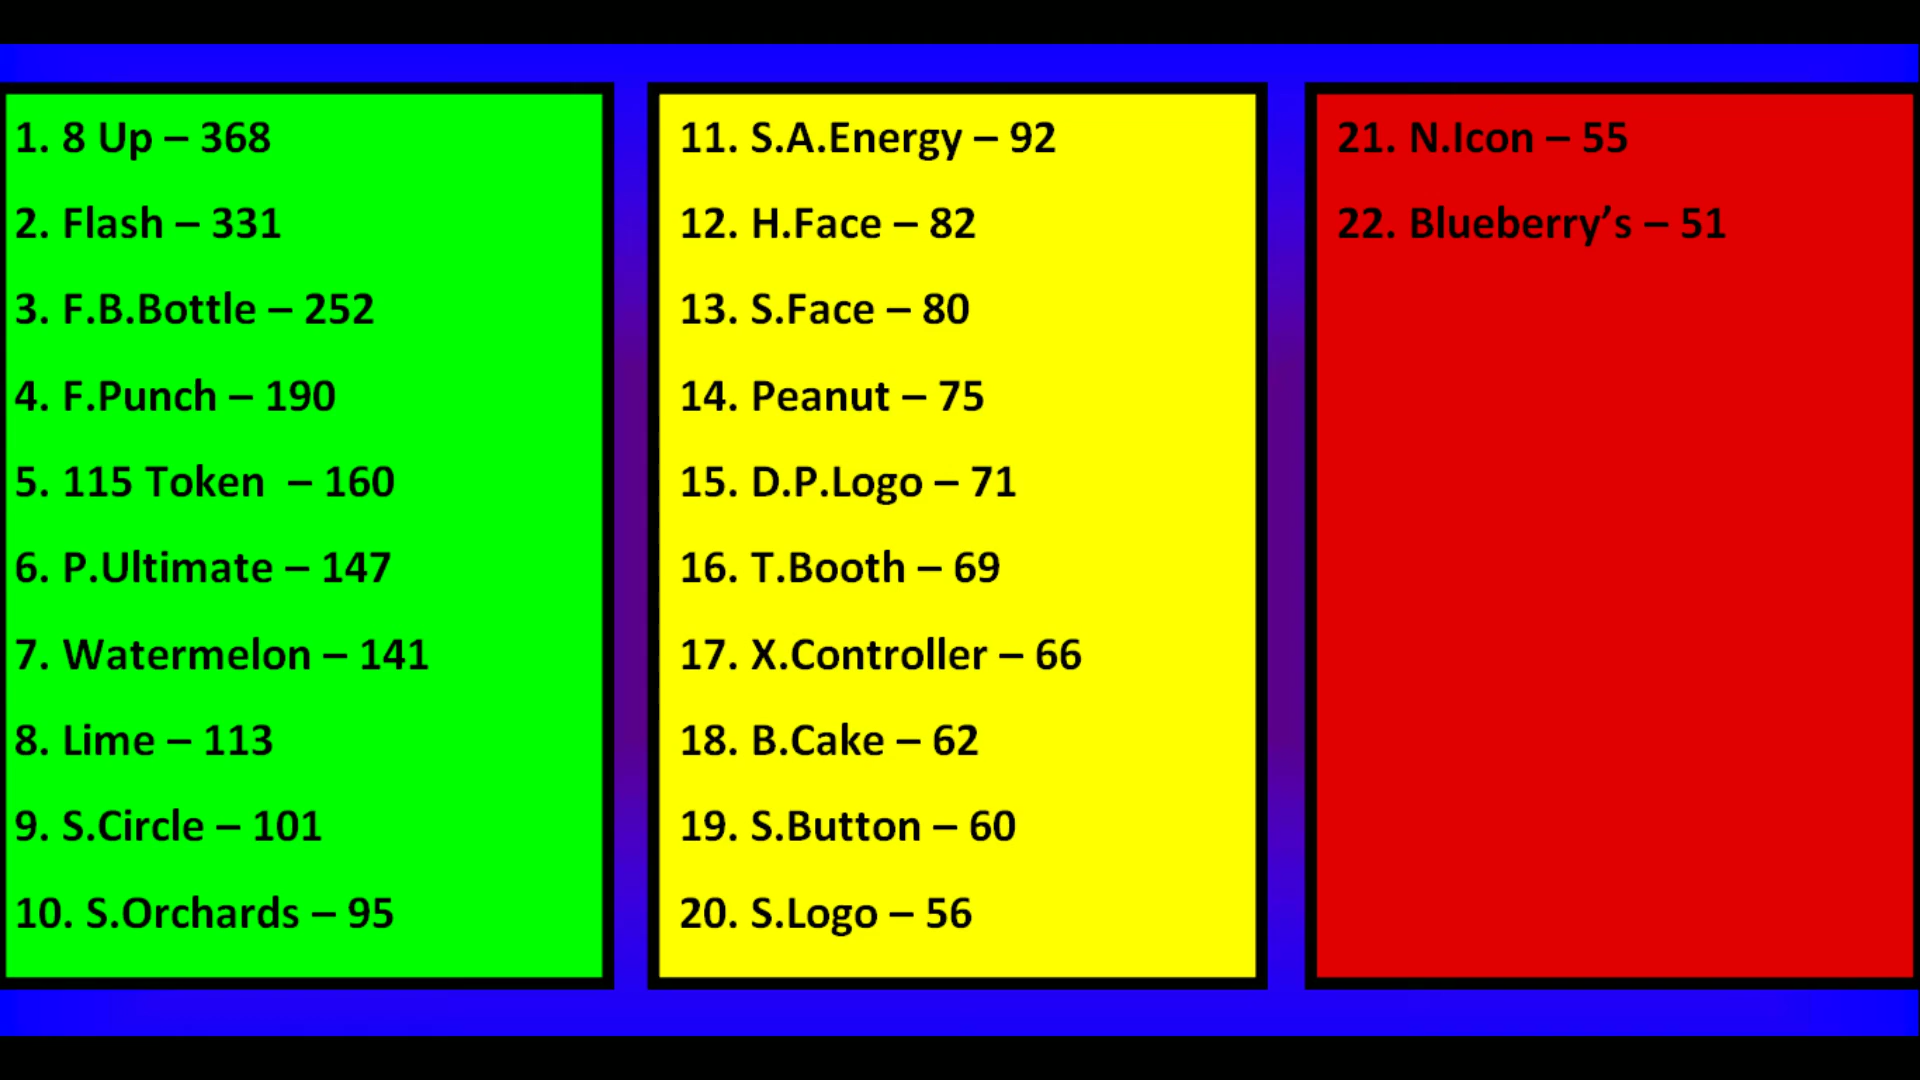 1. 8 Up – 368
2. Flash – 331
3. F.B.Bottle – 252
4. F.Punch – 190
5. 115 Token – 160
6. P.Ultimate – 147
7. Watermelon – 141
8. Lime – 113
9. S.Circle – 101
10. S.Orchards – 95
11. S.A.Energy – 92
12. H.Face – 82
13. S.Face – 80
14. Peanut – 75
15. D.P.Logo – 71
16. T.Booth – 69
17. X.Controller – 66
18. B.Cake – 62
19. S.Button – 60
20. S.Logo – 56
21. N.Icon – 55
22. Blueberry’s – 51